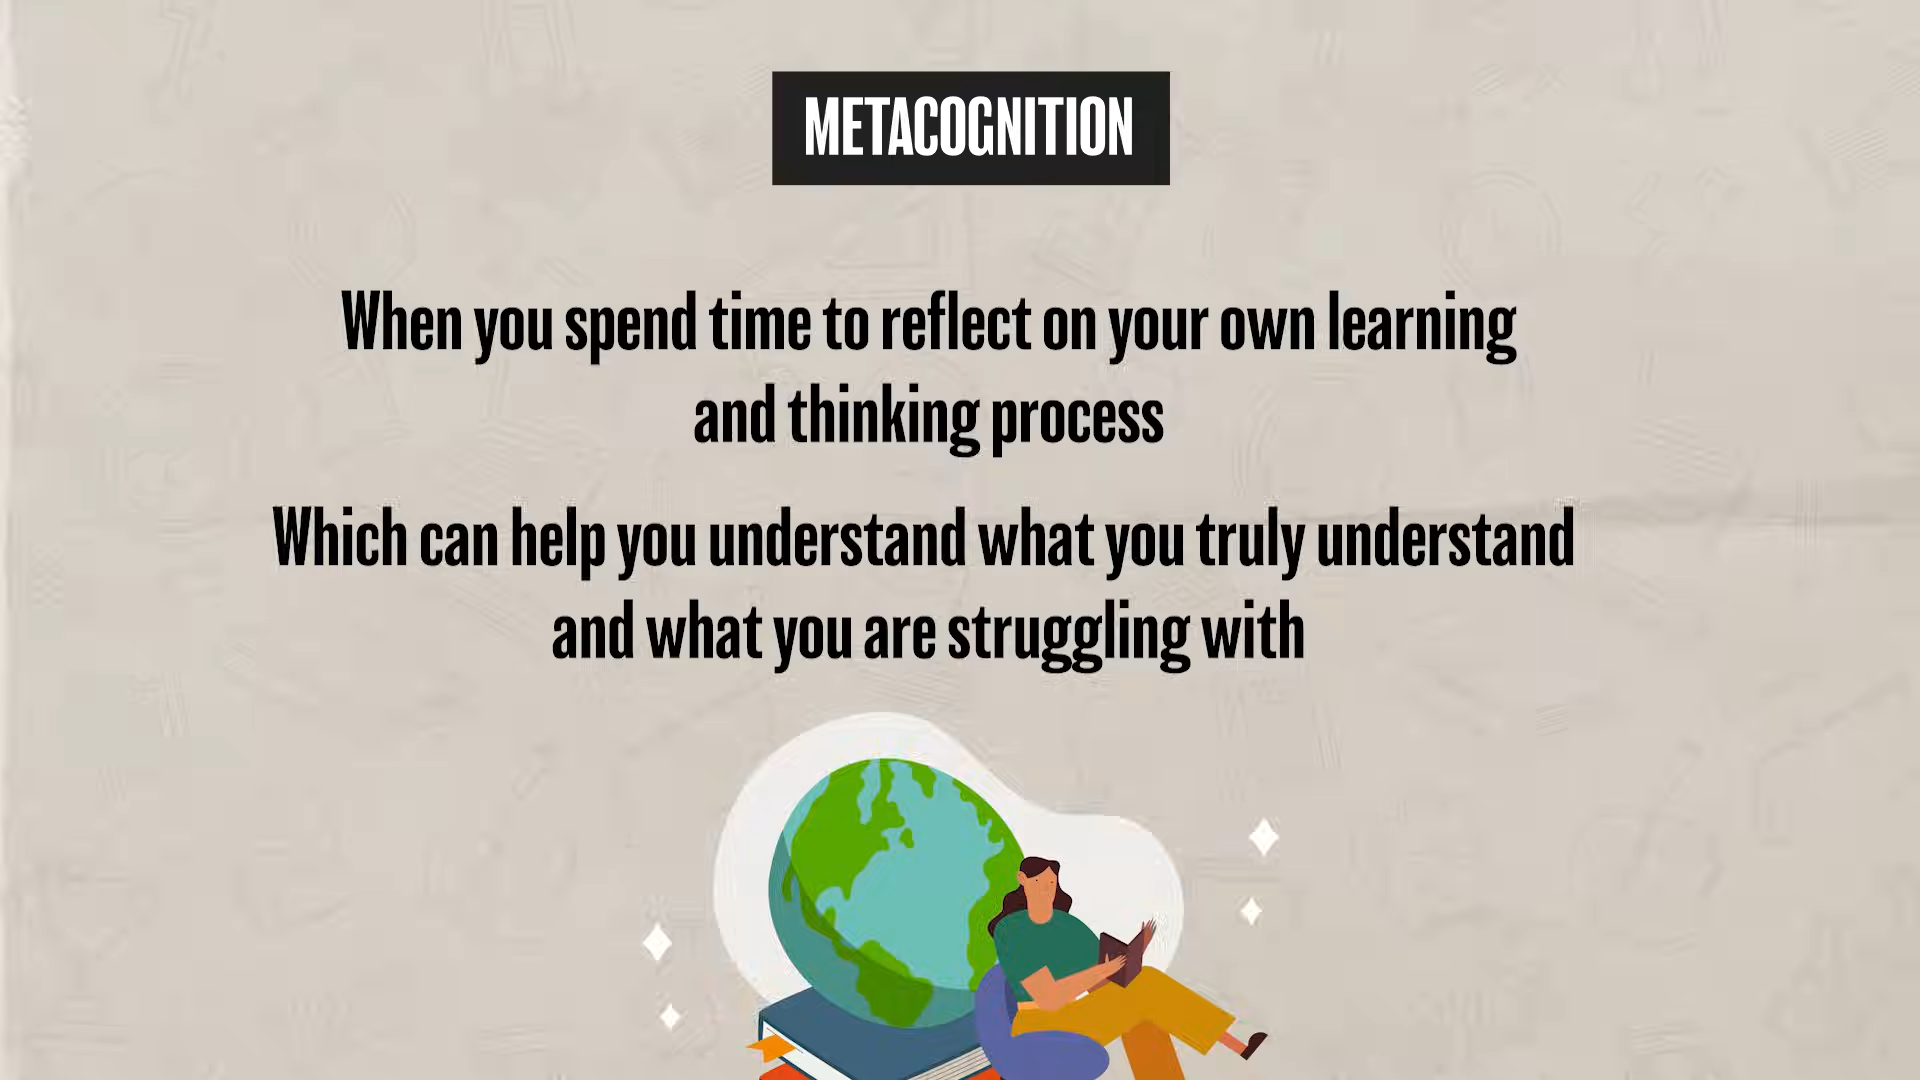 METACOGNITION
When you spend time to reflect on your own learning
and thinking process
Which can help you understand what you truly understand
and what you are struggling with